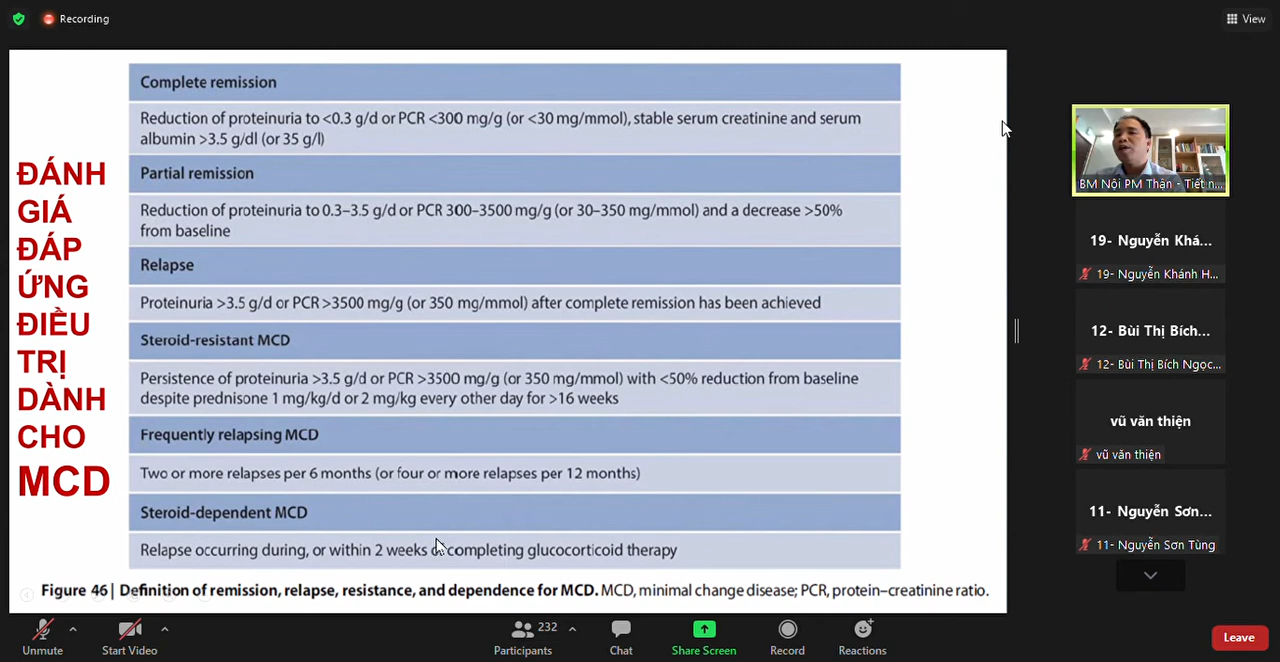 Recording
View
Complete remission
Reduction of proteinuria to <0.3 g/d or PCR <300 mg/g (or <30 mg/mmol), stable serum creatinine and serum
albumin >3.5 g/dl (or 35 g/l)
Partial remission
Reduction of proteinuria to 0.3–3.5 g/d or PCR 300–3500 mg/g (or 30–350 mg/mmol) and a decrease >50%
from baseline
Relapse
Proteinuria >3.5 g/d or PCR >3500 mg/g (or 350 mg/mmol) after complete remission has been achieved
Steroid-resistant MCD
Persistence of proteinuria >3.5 g/d or PCR >3500 mg/g (or 350 mg/mmol) with <50% reduction from baseline
despite prednisone 1 mg/kg/d or 2 mg/kg every other day for >16 weeks
Frequently relapsing MCD
Two or more relapses per 6 months (or four or more relapses per 12 months)
Steroid-dependent MCD
Relapse occurring during, or within 2 weeks completing glucocorticoid therapy
ĐÁNH
GIÁ
ĐÁP
ỨNG
ĐIỀU
TRỊ
DÀNH
CHO
MCD
Figure 46 | Definition of remission, relapse, resistance, and dependence for MCD. MCD, minimal change disease; PCR, protein–creatinine ratio.
BM Nội PM Thận - Tiết n...
19- Nguyễn Khá...
19- Nguyễn Khánh H...
12- Bùi Thị Bích...
12- Bùi Thị Bích Ngọc...
vũ văn thiện
vũ văn thiện
11- Nguyễn Sơn...
11- Nguyễn Sơn Tùng
Unmute
Start Video
Participants
232
Chat
Share Screen
Record
Reactions
Leave